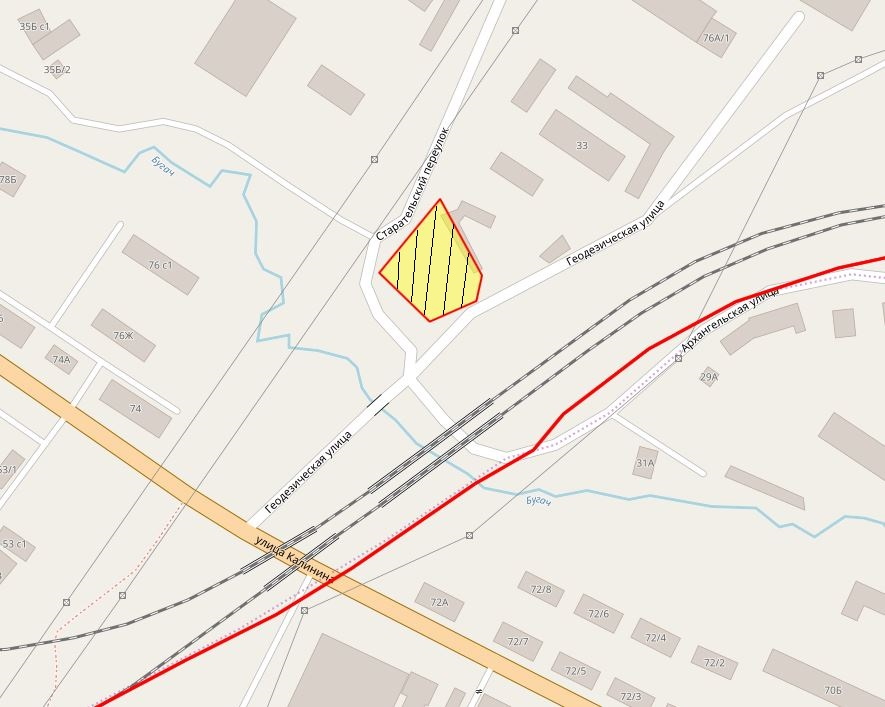 35Б с1
76А/1
35Б/2
33
Бугач
Старательский переулок
78Б
Геодезическая улица
76 с1
Архангельская улица
76Ж
74А
29А
74
Геодезическая улица
53/1
31А
Бугач
53 с1
улица Калинина
72А
72/8
72/6
72/7
72/4
72/2
72/5
72/3
70Б